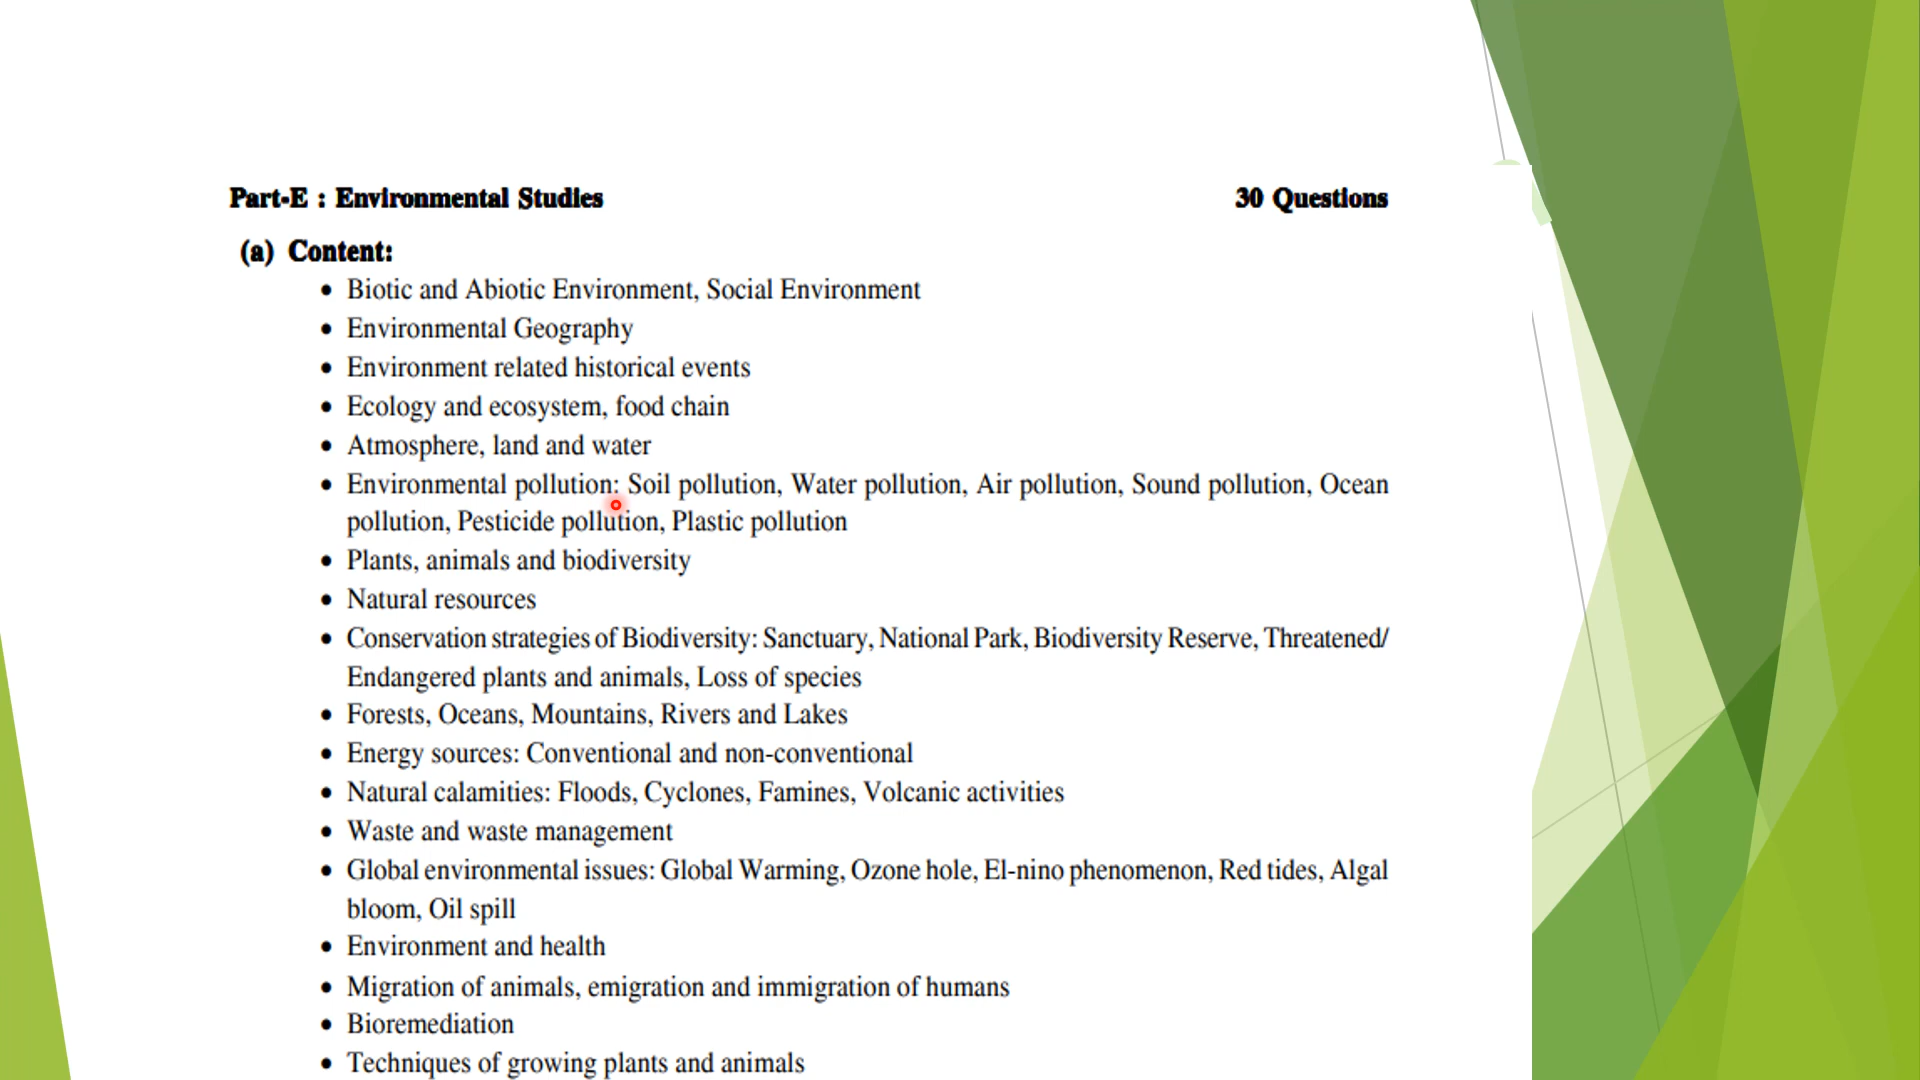 Part-E : Environmental Studies 30 Questions
(a) Content:
• Biotic and Abiotic Environment, Social Environment
• Environmental Geography
• Environment related historical events
• Ecology and ecosystem, food chain
• Atmosphere, land and water
• Environmental pollution: Soil pollution, Water pollution, Air pollution, Sound pollution, Ocean
pollution, Pesticide pollution, Plastic pollution
• Plants, animals and biodiversity
• Natural resources
• Conservation strategies of Biodiversity: Sanctuary, National Park, Biodiversity Reserve, Threatened/
Endangered plants and animals, Loss of species
• Forests, Oceans, Mountains, Rivers and Lakes
• Energy sources: Conventional and non-conventional
• Natural calamities: Floods, Cyclones, Famines, Volcanic activities
• Waste and waste management
• Global environmental issues: Global Warming, Ozone hole, El-nino phenomenon, Red tides, Algal
bloom, Oil spill
• Environment and health
• Migration of animals, emigration and immigration of humans
• Bioremediation
• Techniques of growing plants and animals